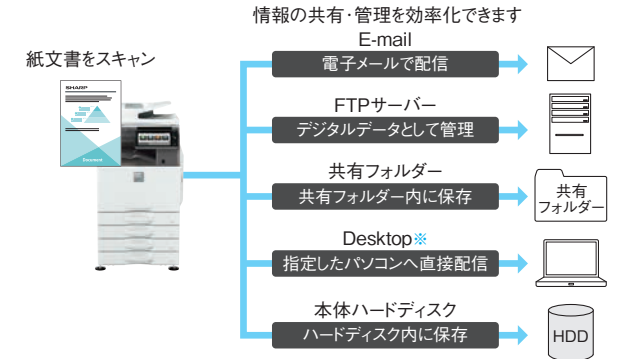 情報の共有・管理を効率化できます
紙文書をスキャン
SHARP
Document
E-mail
電子メールで配信
FTPサーバー
デジタルデータとして管理
共有フォルダー
共有フォルダー内に保存
共有
フォルダー
Desktop※
指定したパソコンへ直接配信
本体ハードディスク
ハードディスク内に保存
HDD